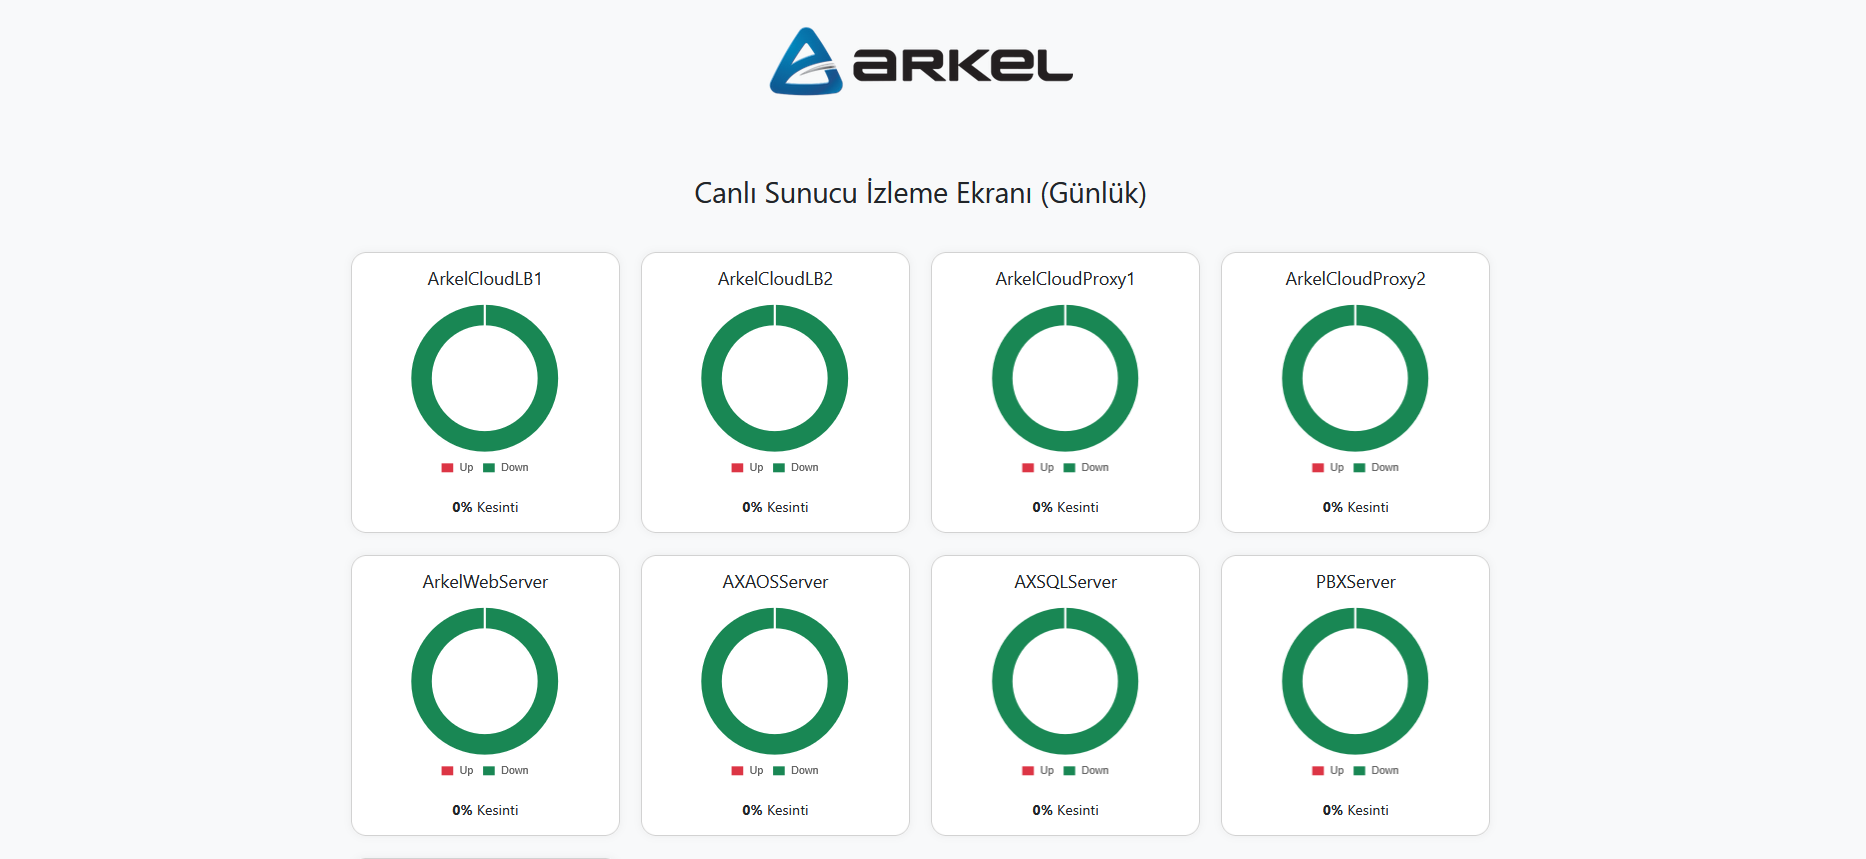 ARKEL
Canlı Sunucu İzleme Ekranı (Günlük)
ArkelCloudLB1
Up Down
0% Kesinti
ArkelCloudLB2
Up Down
0% Kesinti
ArkelCloudProxy1
Up Down
0% Kesinti
ArkelCloudProxy2
Up Down
0% Kesinti
ArkelWebServer
Up Down
0% Kesinti
AXAOSServer
Up Down
0% Kesinti
AXSQLServer
Up Down
0% Kesinti
PBXServer
Up Down
0% Kesinti